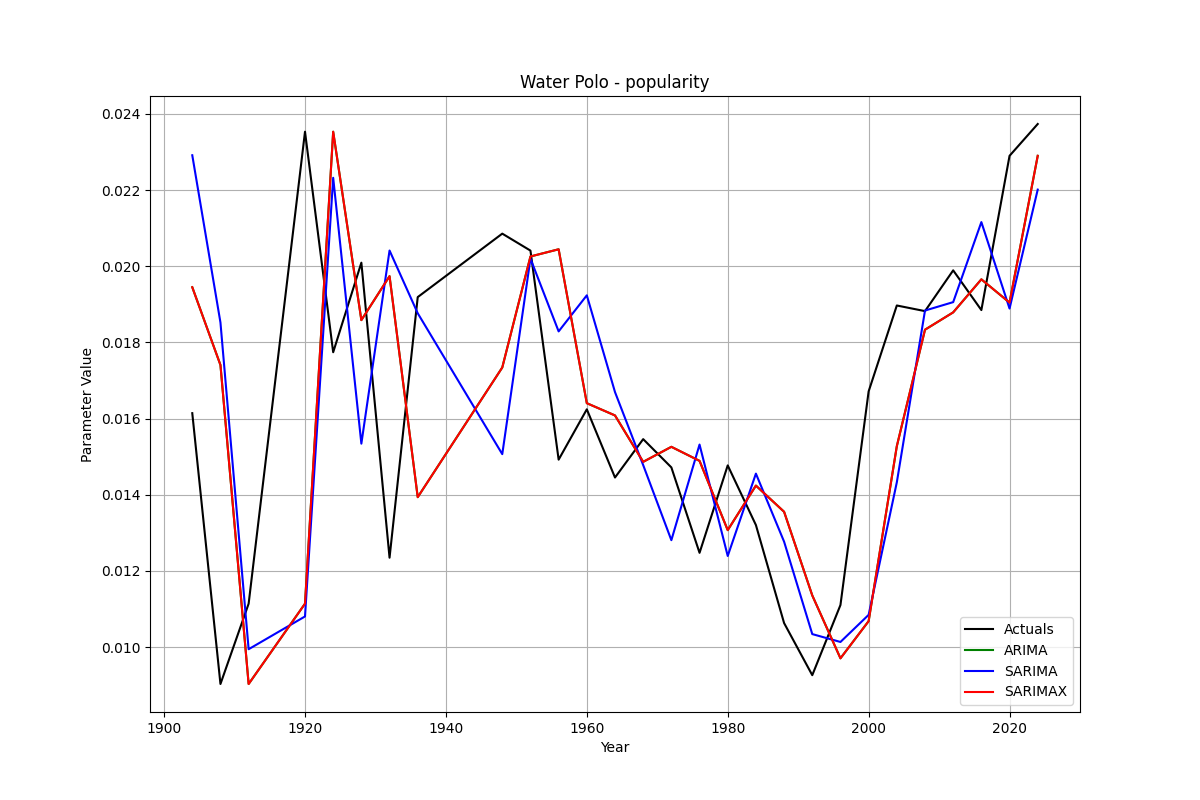 Water Polo - popularity
0.024
0.022
0.020
0.018
0.016
0.014
0.012
0.010
Parameter Value
1900 1920 1940 1960 1980 2000 2020
Year
Actuals
ARIMA
SARIMA
SARIMAX